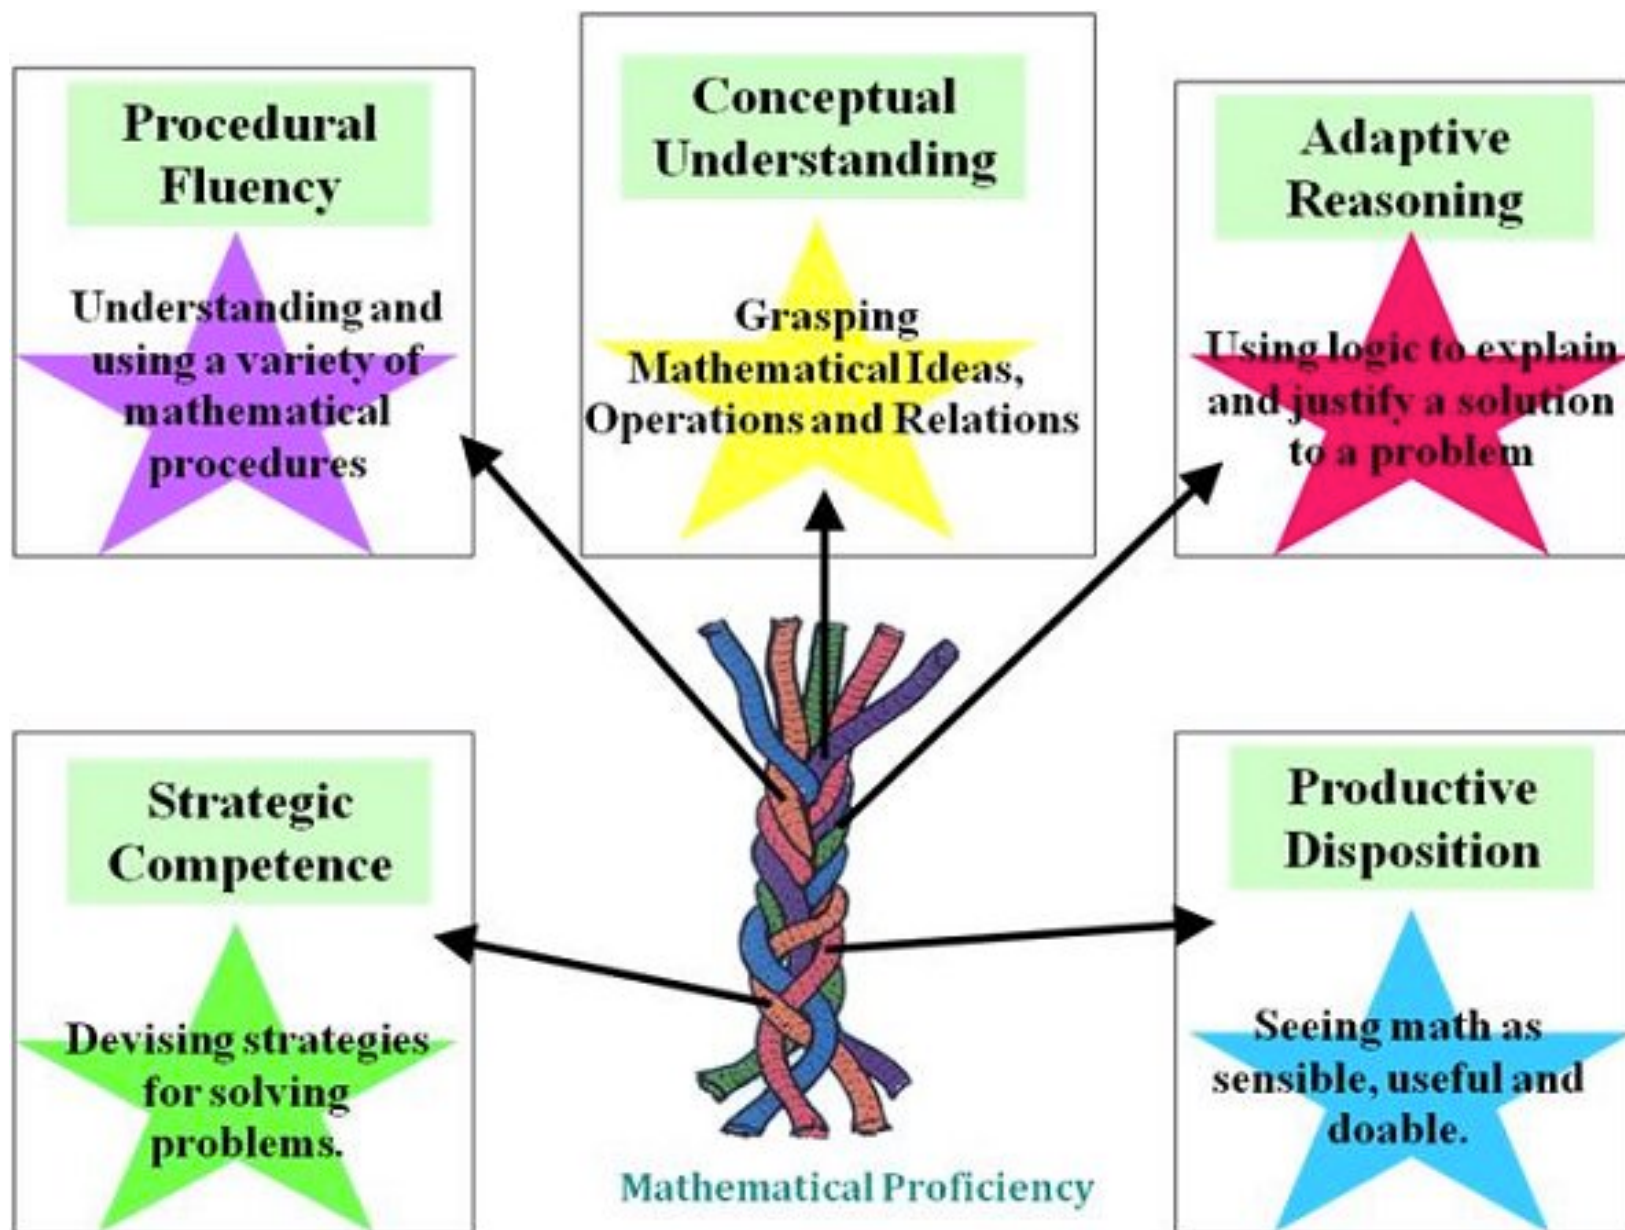 Procedural
Fluency
Understanding and
using a variety of
mathematical
procedures
Conceptual
Understanding
Grasping
Mathematical Ideas,
Operations and Relations
Adaptive
Reasoning
Using logic to explain
and justify a solution
to a problem
Strategic
Competence
Devising strategies
for solving
problems.
Productive
Disposition
Seeing math as
sensible, useful and
doable.
Mathematical Proficiency